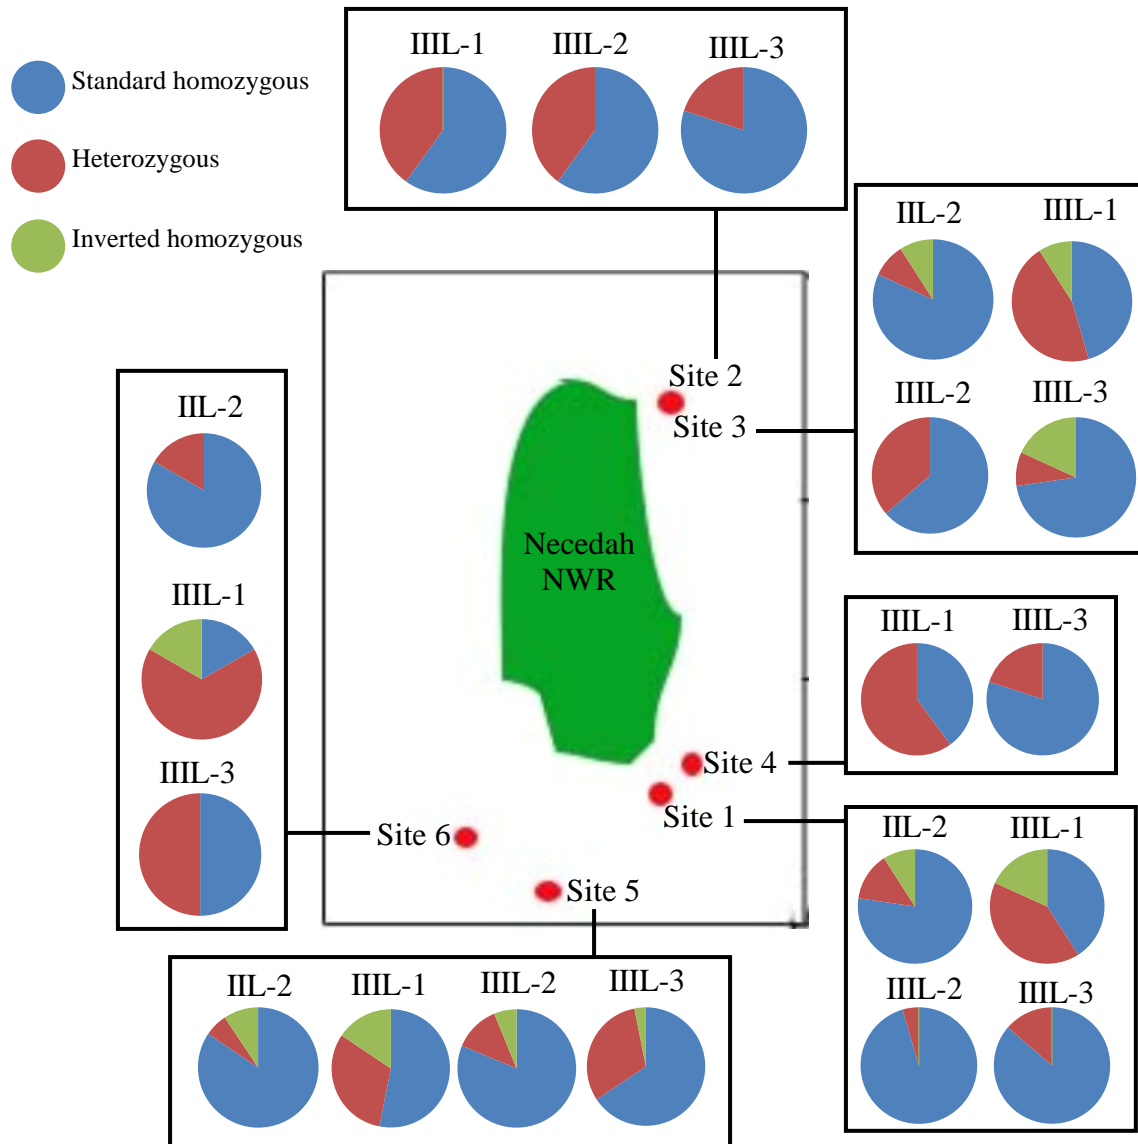 Standard homozygous
Heterozygous
Inverted homozygous
IIIL-1 IIIL-2 IIIL-3
IIL-2 IIIL-1
IIIL-2 IIIL-3
Site 2
Site 3
IIL-2
IIIL-1
IIIL-3
Necedah
NWR
IIIL-1 IIIL-3
Site 4
Site 1
Site 6
Site 5
IIL-2 IIIL-1
IIIL-2 IIIL-3
IIL-2 IIIL-1 IIIL-2 IIIL-3